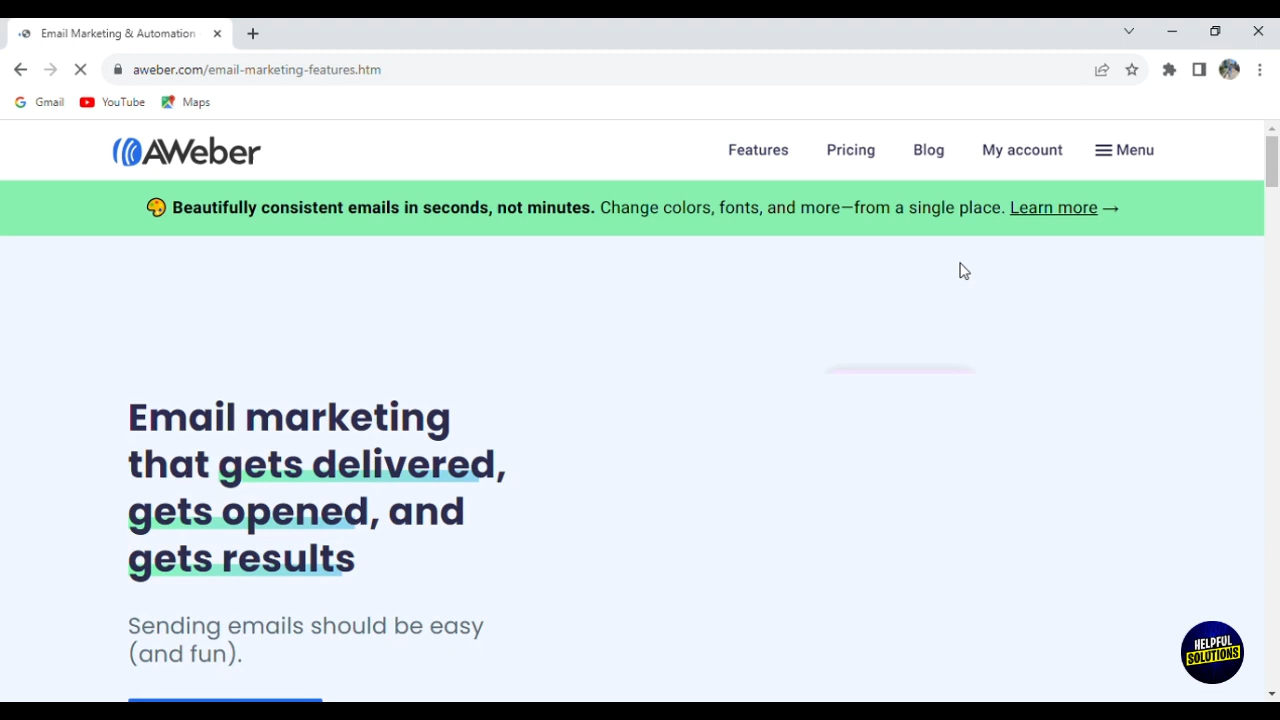 Email Marketing & Automation
aweber.com/email-marketing-features.htm
Gmail YouTube Maps
AWeber Features Pricing Blog My account Menu
Beautifully consistent emails in seconds, not minutes. Change colors, fonts, and more—from a single place. Learn more →
Email marketing
that gets delivered,
gets opened, and
gets results
Sending emails should be easy
(and fun).
HELPFUL
SOLUTIONS